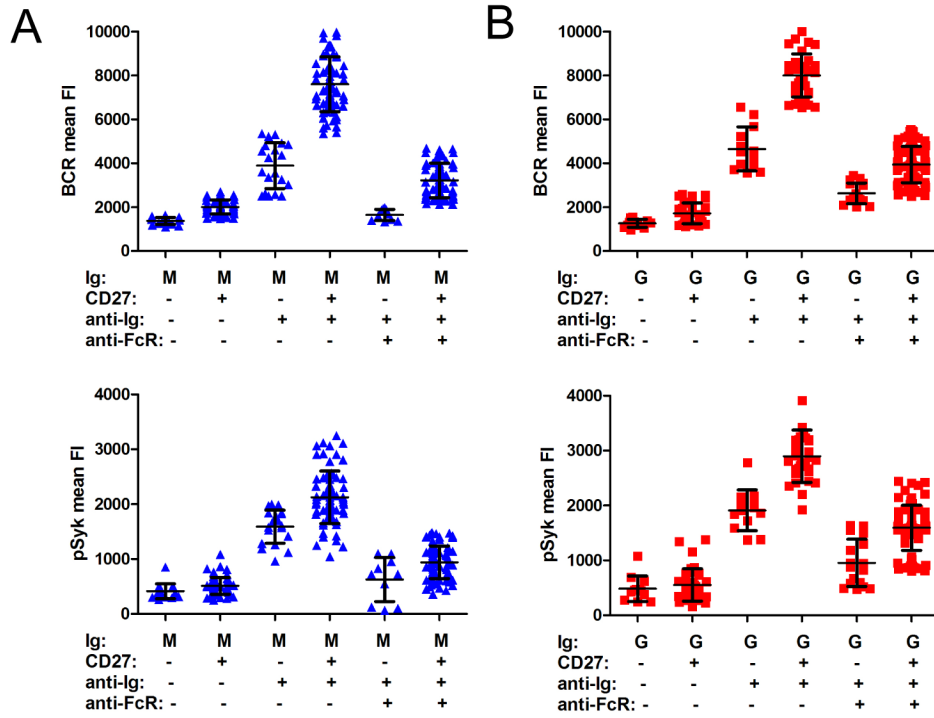 A
BCR mean FI
10000
8000
6000
4000
2000
0
Ig: M M M M M M
CD27: - + - + - +
anti-Ig: - - + + + +
anti-FcR: - - - - + +
B
BCR mean FI
10000
8000
6000
4000
2000
0
Ig: G G G G G G
CD27: - + - + - +
anti-Ig: - - + + + +
anti-FcR: - - - - + +
pSyk mean FI
4000
3000
2000
1000
0
Ig: M M M M M M
CD27: - + - + - +
anti-Ig: - - + + + +
anti-FcR: - - - - + +
pSyk mean FI
4000
3000
2000
1000
0
Ig: G G G G G G
CD27: - + - + - +
anti-Ig: - - + + + +
anti-FcR: - - - - + +